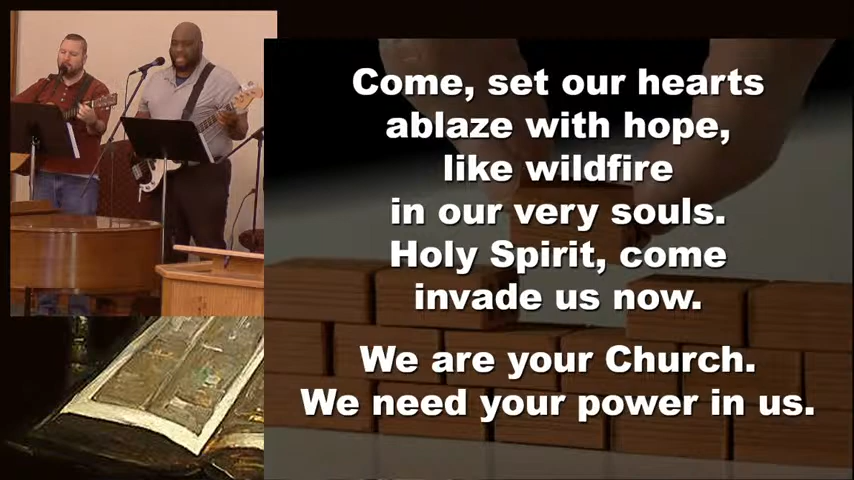 Come, set our hearts
ablaze with hope,
like wildfire
in our very souls.
Holy Spirit, come
invade us now.
We are your Church.
We need your power in us.